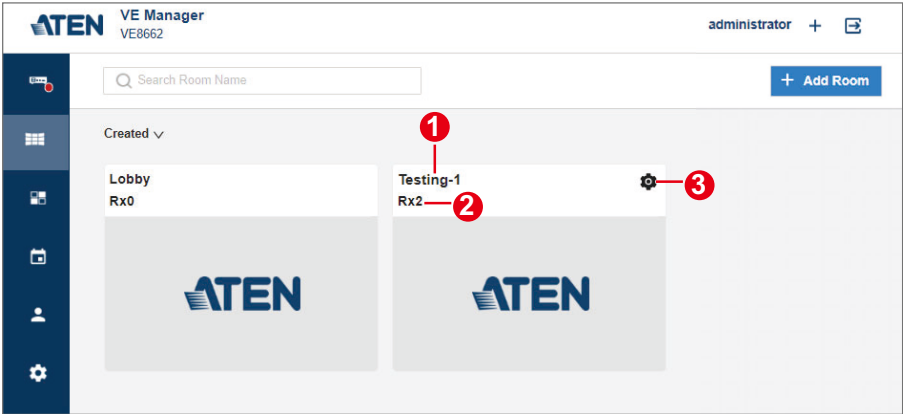 ATEN
VE Manager
VE8662
administrator
Search Room Name
+ Add Room
Created
1
Lobby
Rx0
Testing-1
Rx2
2
3
ATEN
ATEN